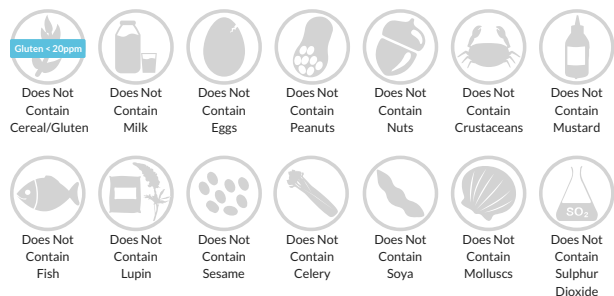 Gluten < 20ppm
Does Not Contain Cereal/Gluten
Does Not Contain Milk
Does Not Contain Eggs
Does Not Contain Peanuts
Does Not Contain Nuts
Does Not Contain Crustaceans
Does Not Contain Mustard
SO₂
Does Not Contain Fish
Does Not Contain Lupin
Does Not Contain Sesame
Does Not Contain Celery
Does Not Contain Soya
Does Not Contain Molluscs
Does Not Contain Sulphur Dioxide